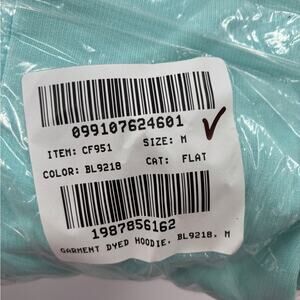 099107624601
ITEM: CF951 SIZE: M
COLOR: BL9218 CAT: FLAT
1987856162
GARMENT DYED HOODIE, BL9218, M